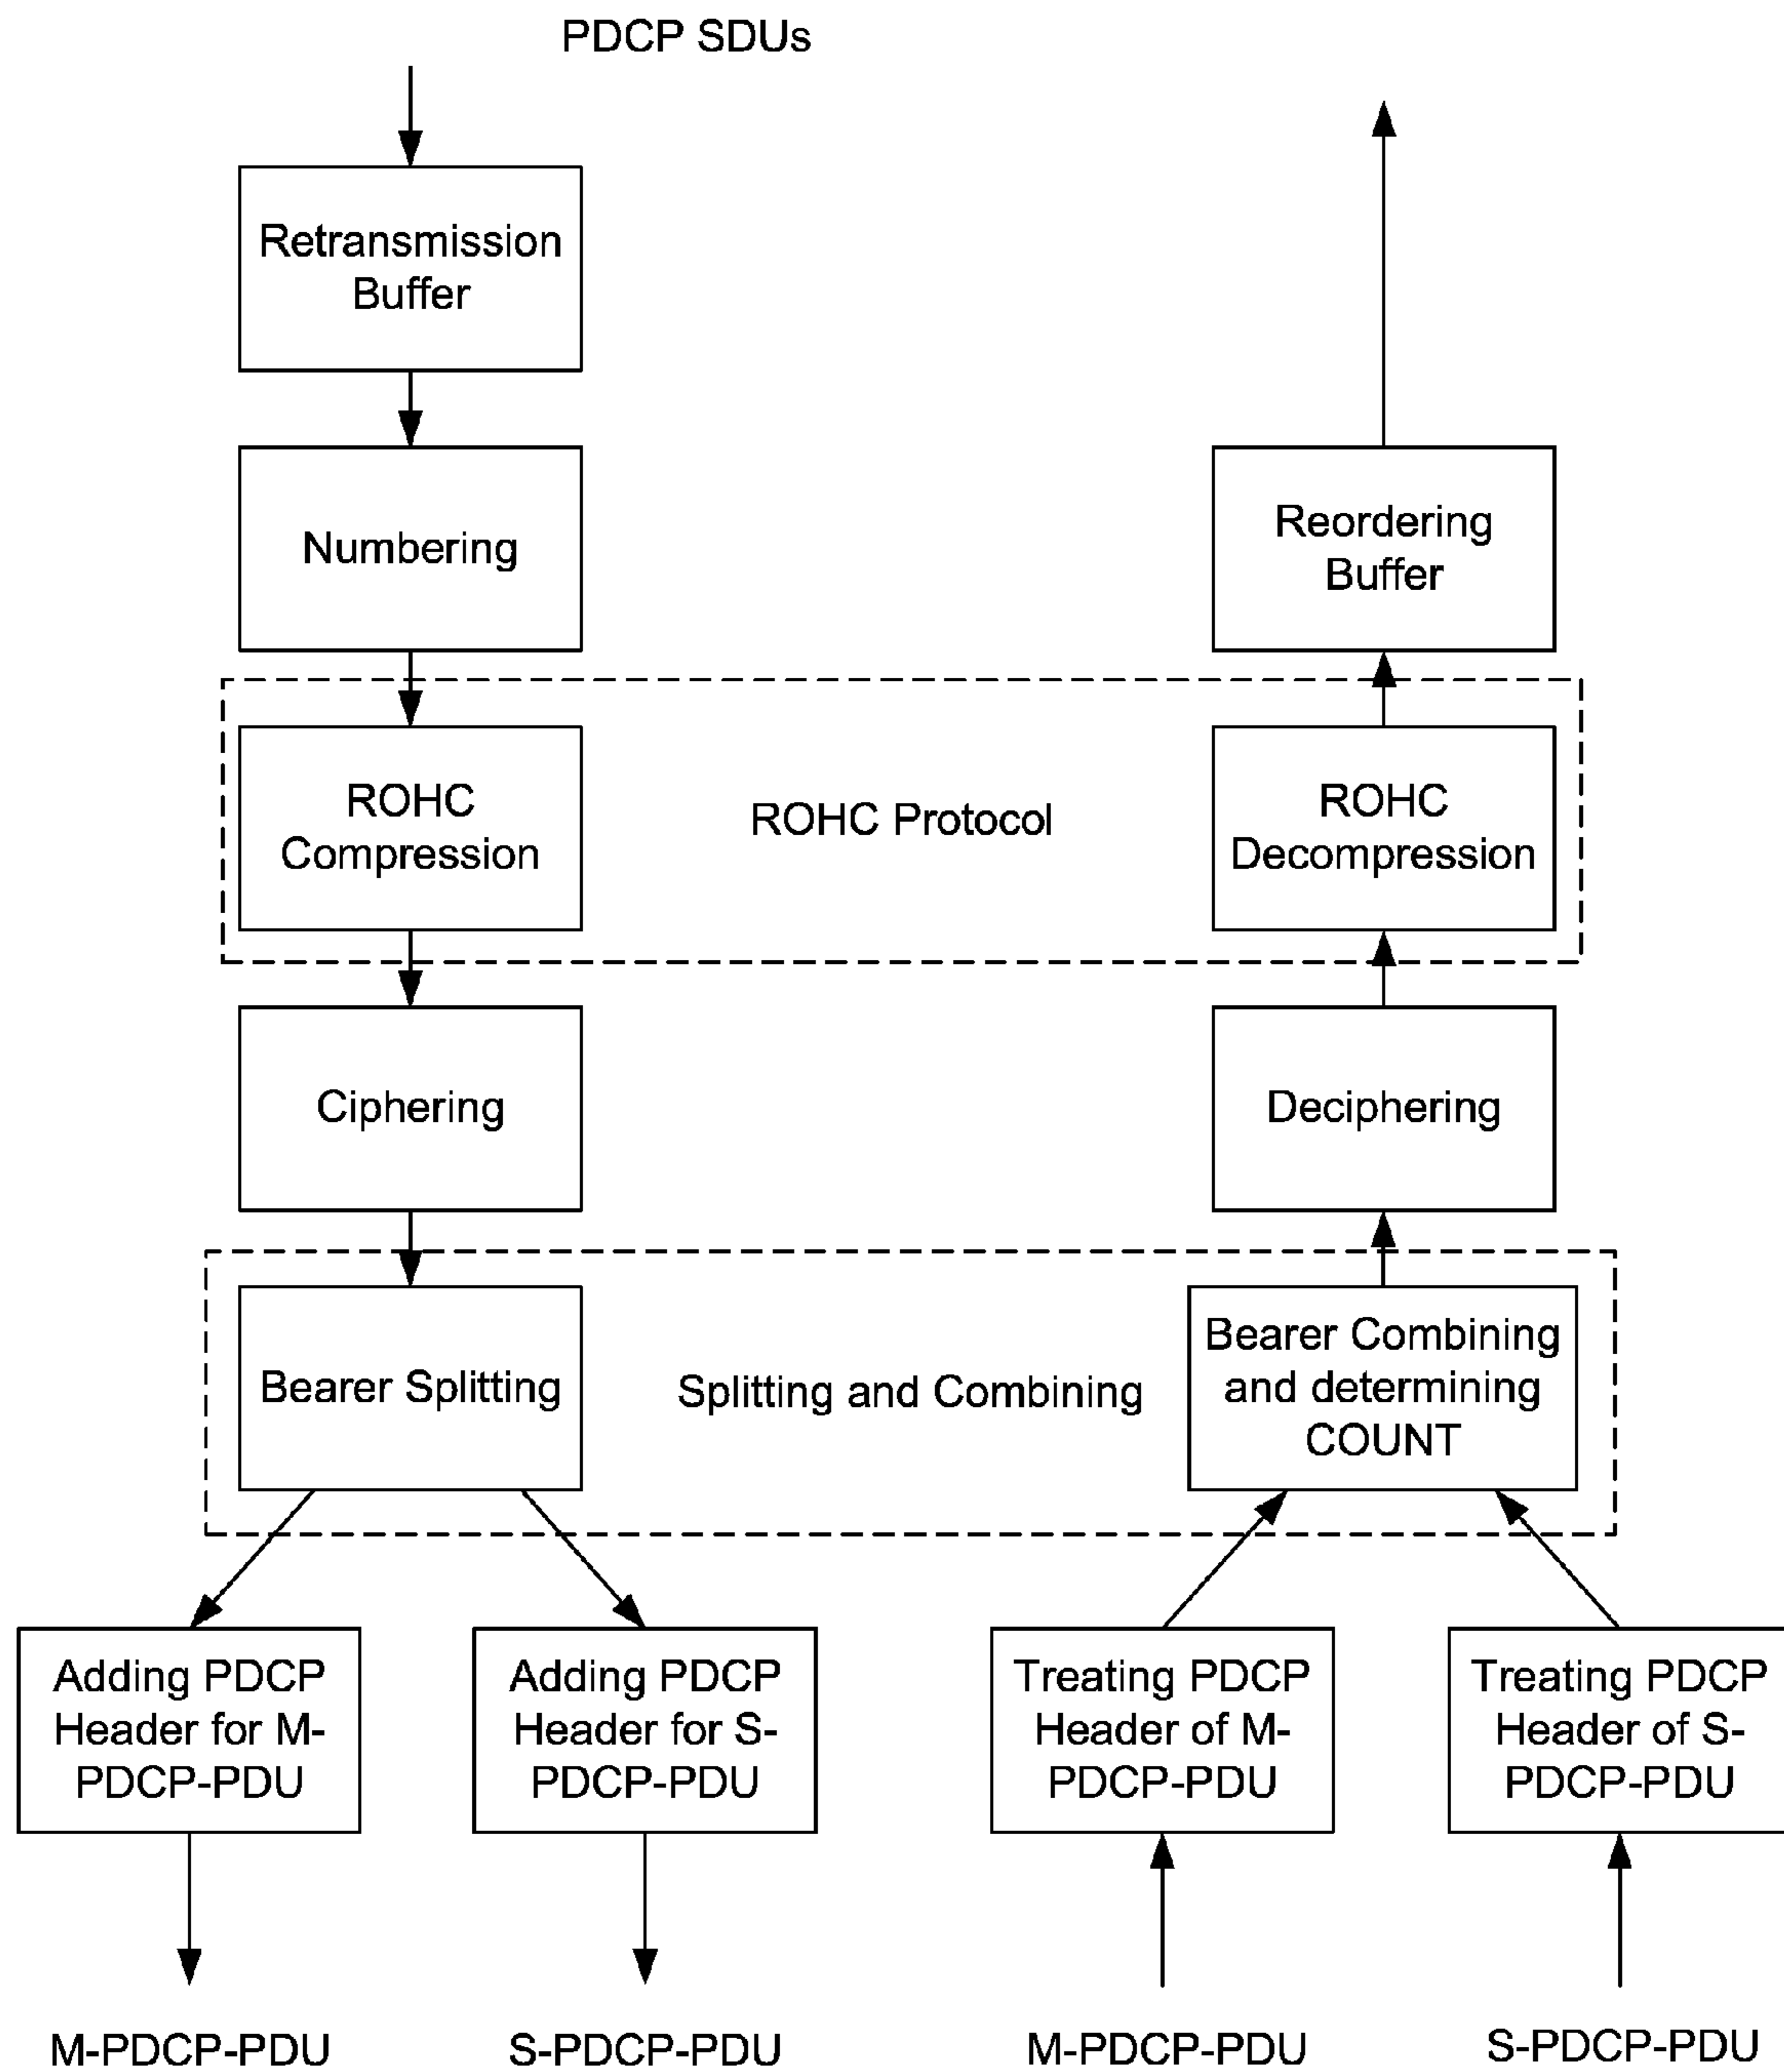 PDCP SDUs
Retransmission
Buffer
Numbering
Reordering
Buffer
ROHC
Compression
ROHC Protocol
ROHC
Decompression
Ciphering
Deciphering
Bearer Splitting
Splitting and Combining
Bearer Combining
and determining
COUNT
Adding PDCP
Header for M-
PDCP-PDU
Adding PDCP
Header for S-
PDCP-PDU
Treating PDCP
Header of M-
PDCP-PDU
Treating PDCP
Header of S-
PDCP-PDU
M-PDCP-PDU
S-PDCP-PDU
M-PDCP-PDU
S-PDCP-PDU